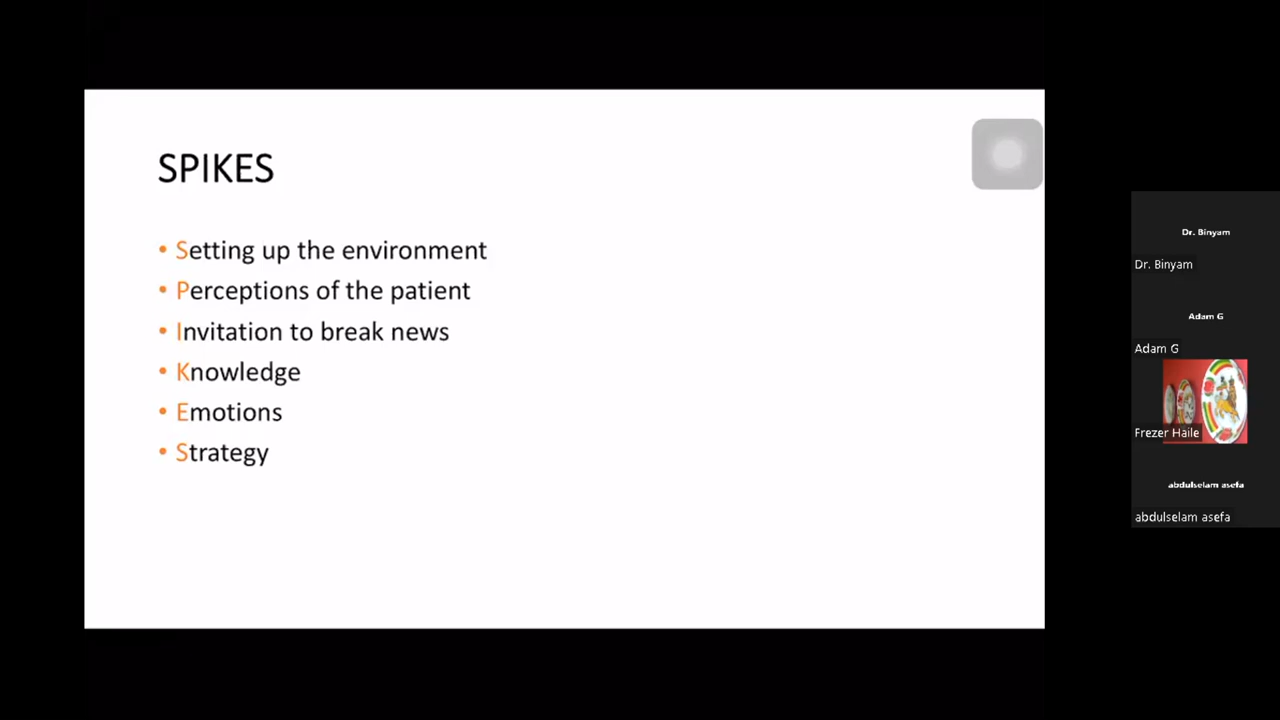 SPIKES
• Setting up the environment
• Perceptions of the patient
• Invitation to break news
• Knowledge
• Emotions
• Strategy
Dr. Binyam
Dr. Binyam
Adam G
Adam G
Frezer Haile
abdulselam asefa
abdulselam asefa